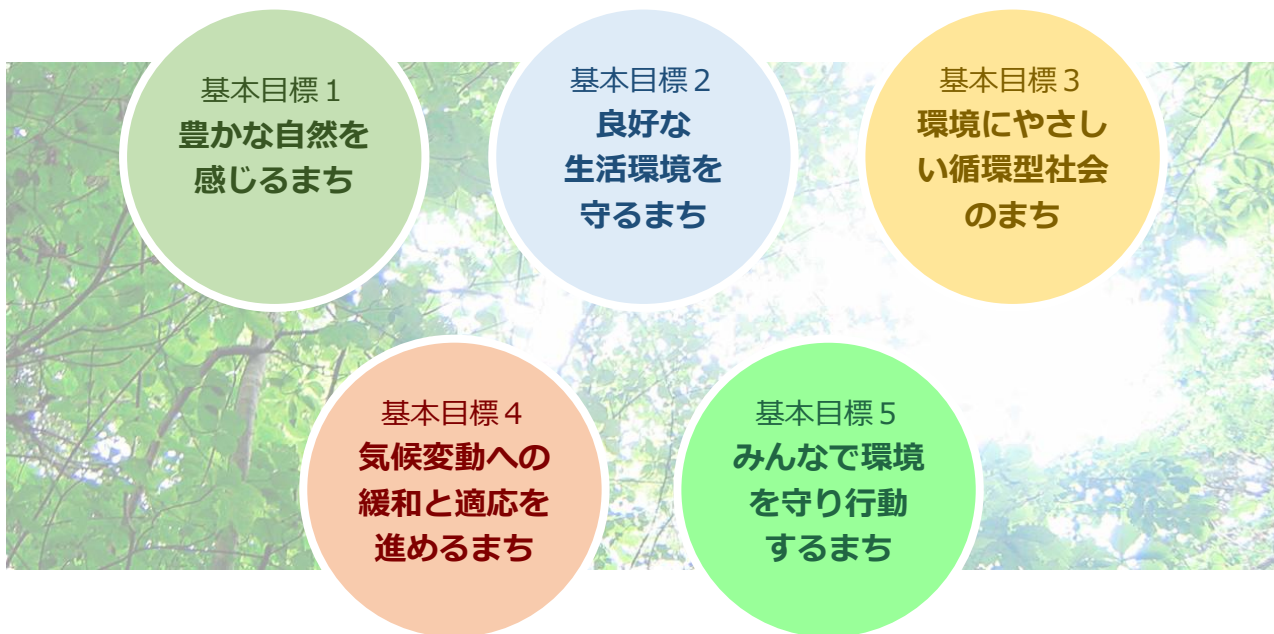 基本目標１
豊かな自然を
感じるまち
基本目標２
良好な
生活環境を
守るまち
基本目標３
環境にやさし
い循環型社会
のまち
基本目標４
気候変動への
緩和と適応を
進めるまち
基本目標５
みんなで環境
を守り行動
するまち